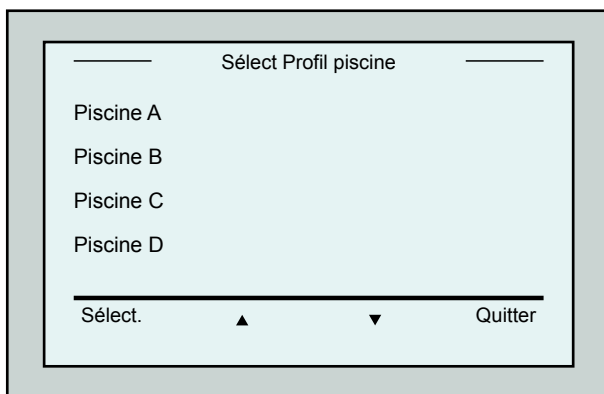 Sélect Profil piscine
Piscine A
Piscine B
Piscine C
Piscine D
Sélect. ▲ ▼ Quitter